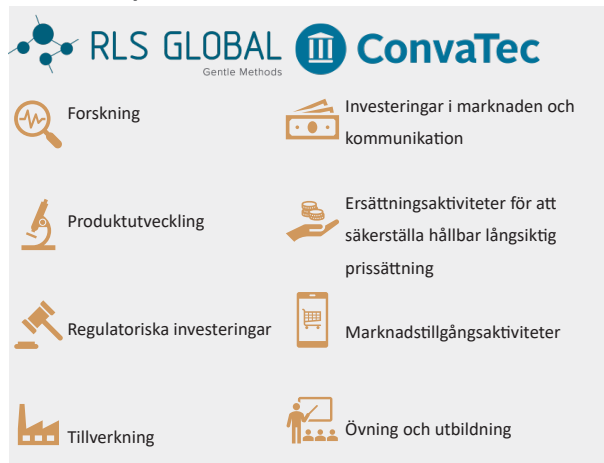 RLS GLOBAL
Gentle Methods
ConvaTec
Forskning
Produktutveckling
Regulatoriska investeringar
Tillverkning
Investeringar i marknaden och
kommunikation
Ersättningsaktiviteter för att
säkerställa hållbar långsiktig
prissättning
Marknadstillgångsaktiviteter
Övning och utbildning